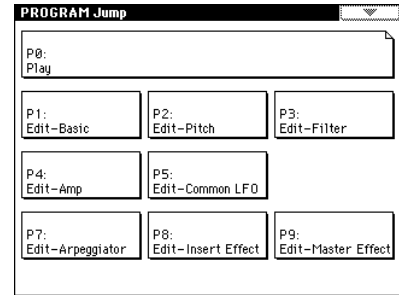 PROGRAM Jump
P0:
Play
P1:
Edit-Basic
P2:
Edit-Pitch
P3:
Edit-Filter
P4:
Edit-Amp
P5:
Edit-Common LFO
P7:
Edit-Arpeggiator
P8:
Edit-Insert Effect
P9:
Edit-Master Effect